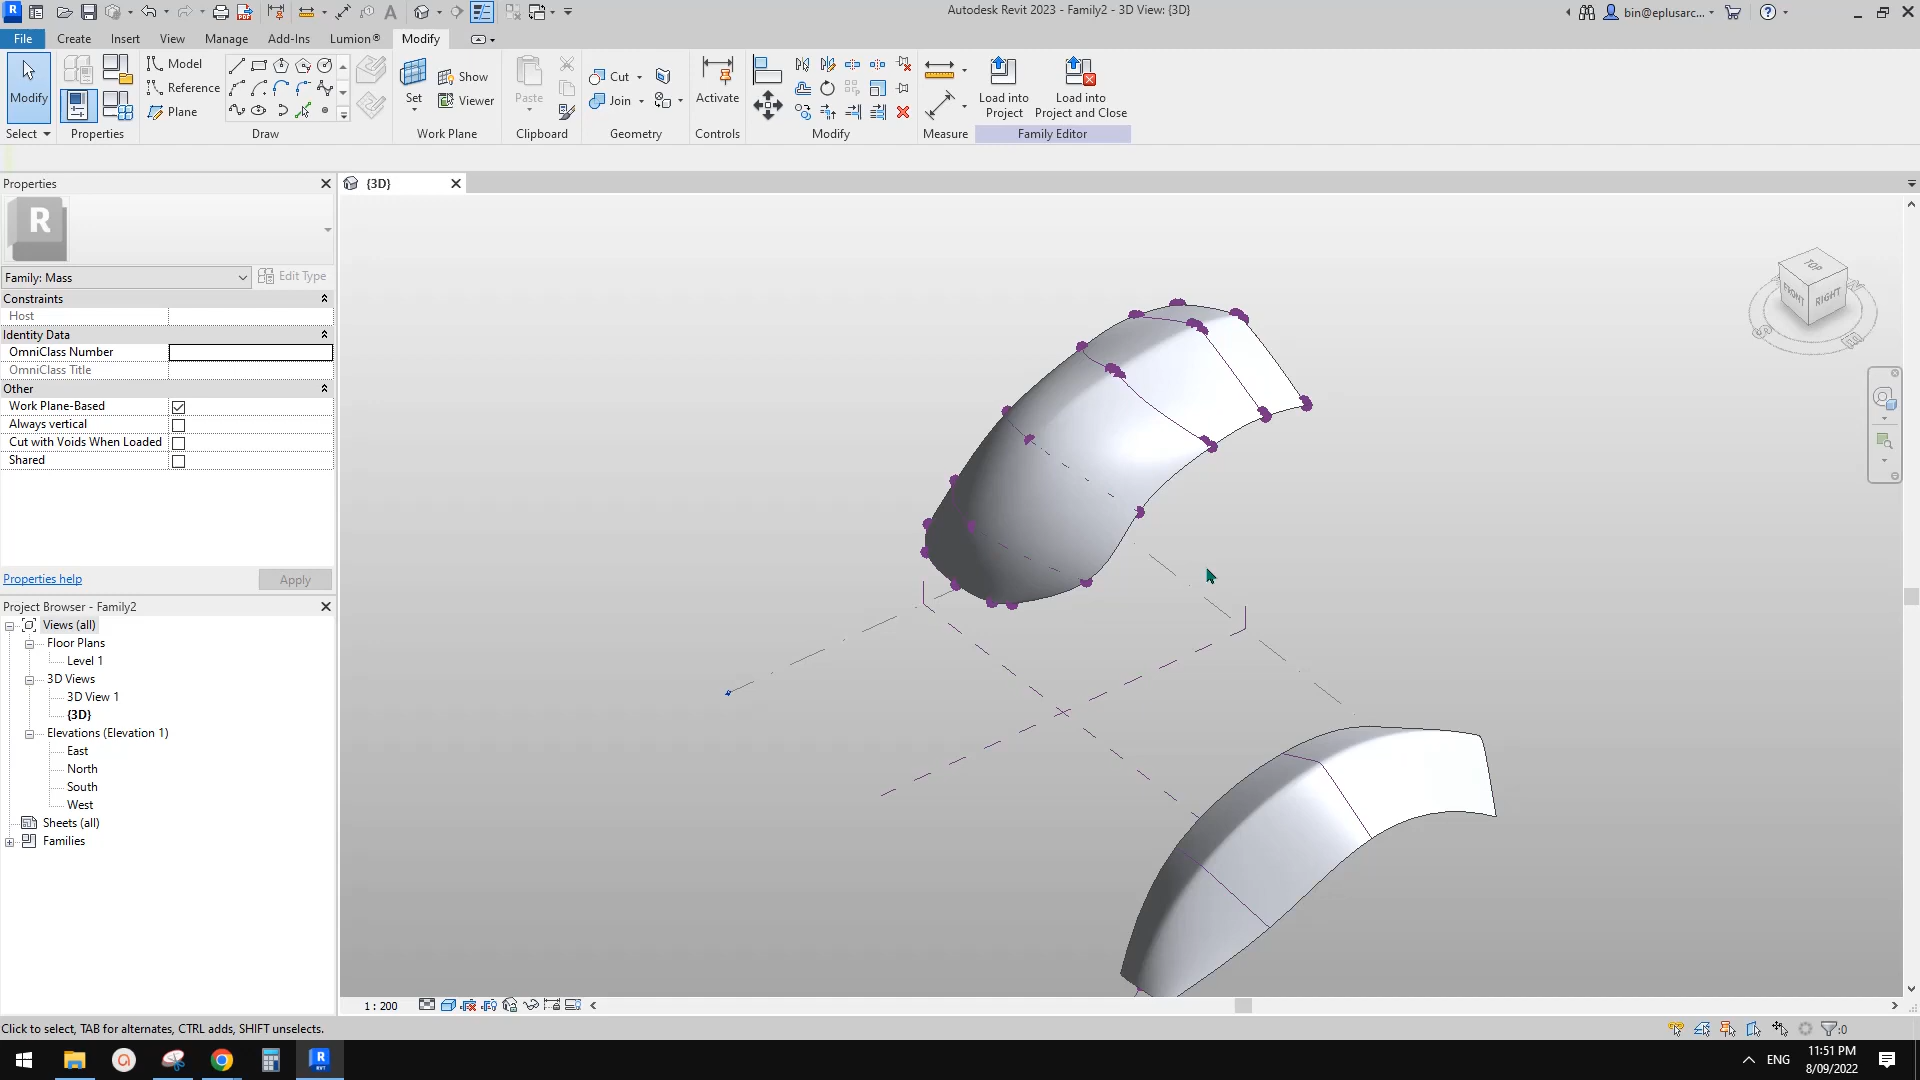 Autodesk Revit 2023 - Family2 - 3D View: {3D}
bin@eplusarc...
File Create Insert View Manage Add-Ins Lumion® Modify
Modify
Select
Properties
Model
Reference
Plane
Draw
Set
Show
Viewer
Work Plane
Paste
Clipboard
Cut
Join
Geometry
Activate
Controls
Modify
Measure
Load into
Project
Load into
Project and Close
Family Editor
Properties
{3D}
R
Family: Mass
Edit Type
Constraints
Host
Identity Data
OmniClass Number
OmniClass Title
Other
Work Plane-Based
Always vertical
Cut with Voids When Loaded
Shared
Properties help
Apply
Project Browser - Family2
Views (all)
Floor Plans
Level 1
3D Views
3D View 1
{3D}
Elevations (Elevation 1)
East
North
South
West
Sheets (all)
Families
TOP
FRONT
RIGHT
1 : 200
Click to select, TAB for alternates, CTRL adds, SHIFT unselects.
:0
ENG
11:51 PM
8/09/2022